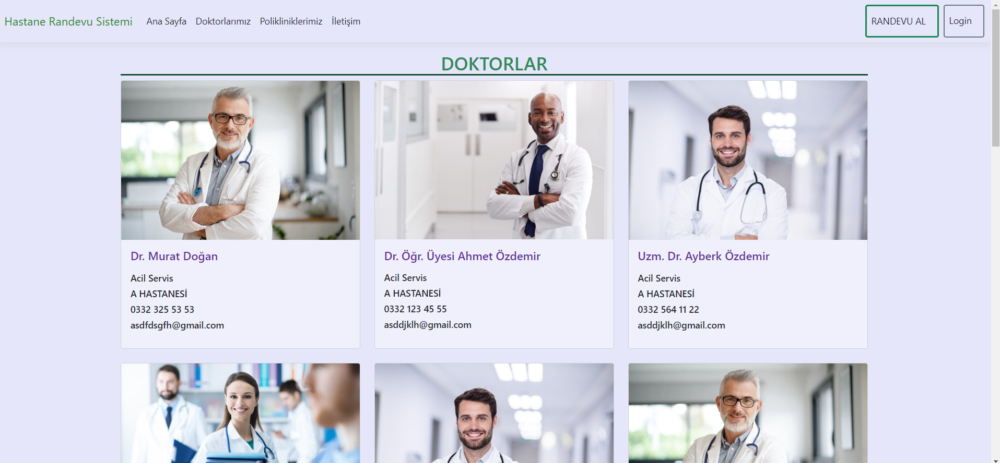 Hastane Randevu Sistemi Ana Sayfa Doktorlarımız Polikliniklerimiz İletişim RANDEVU AL Login
DOKTORLAR
Dr. Murat Doğan
Acil Servis
A HASTANESİ
0332 325 53 53
asdfdsgfh@gmail.com
Dr. Öğr. Üyesi Ahmet Özdemir
Acil Servis
A HASTANESİ
0332 123 45 55
asddjklh@gmail.com
Uzm. Dr. Ayberk Özdemir
Acil Servis
A HASTANESİ
0332 564 11 22
asddjklh@gmail.com